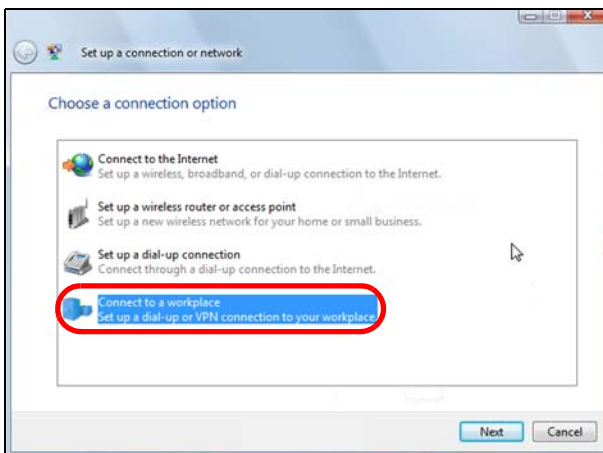 Set up a connection or network
Choose a connection option
Connect to the Internet
Set up a wireless, broadband, or dial-up connection to the Internet.
Set up a wireless router or access point
Set up a new wireless network for your home or small business.
Set up a dial-up connection
Connect through a dial-up connection to the Internet.
Connect to a workplace
Set up a dial-up or VPN connection to your workplace.
Next
Cancel